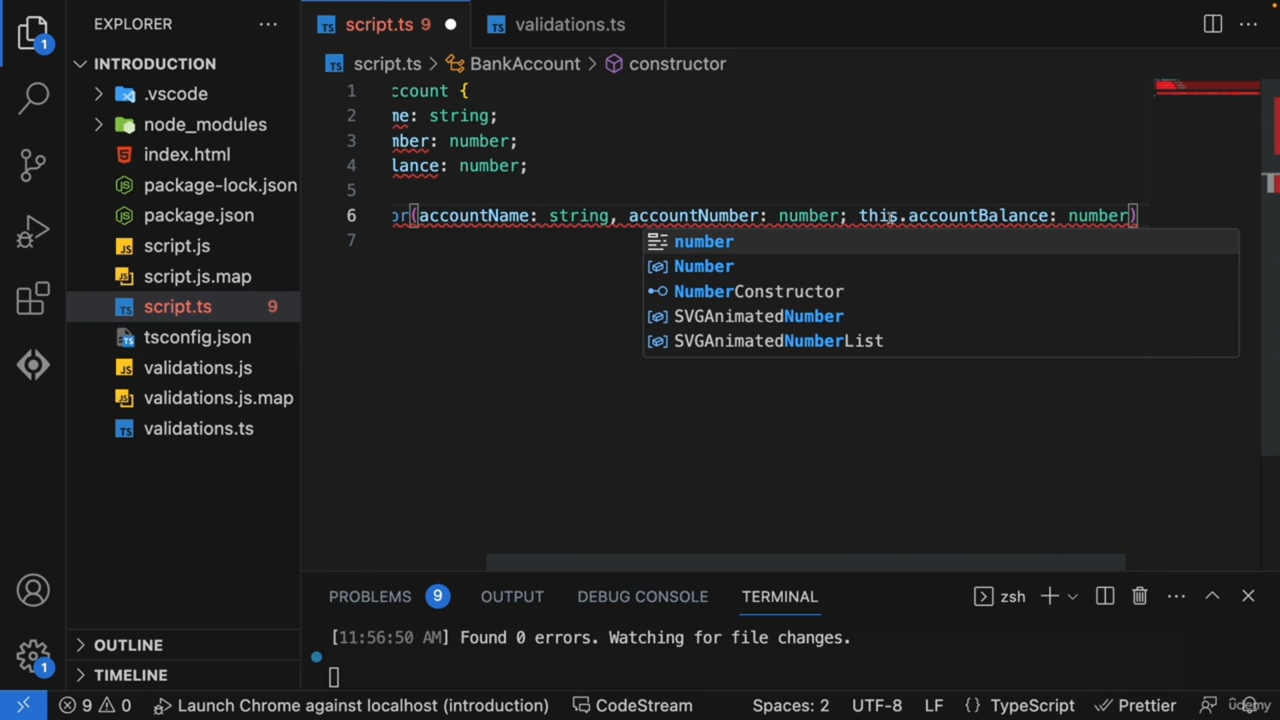 EXPLORER
script.ts 9
validations.ts
INTRODUCTION
script.ts > BankAccount > constructor
.vscode
node_modules
index.html
package-lock.json
package.json
script.js
script.js.map
script.ts 9
tsconfig.json
validations.js
validations.js.map
validations.ts
OUTLINE
TIMELINE
1 ccount {
2 me: string;
3 mber: number;
4 lance: number;
5
6 or(accountName: string, accountNumber: number; this.accountBalance: number)
7
number
Number
NumberConstructor
SVGAnimatedNumber
SVGAnimatedNumberList
PROBLEMS 9 OUTPUT DEBUG CONSOLE TERMINAL zsh
[11:56:50 AM] Found 0 errors. Watching for file changes.
1
1
9 0 Launch Chrome against localhost (introduction) CodeStream Spaces: 2 UTF-8 LF {} TypeScript Prettier
udemy